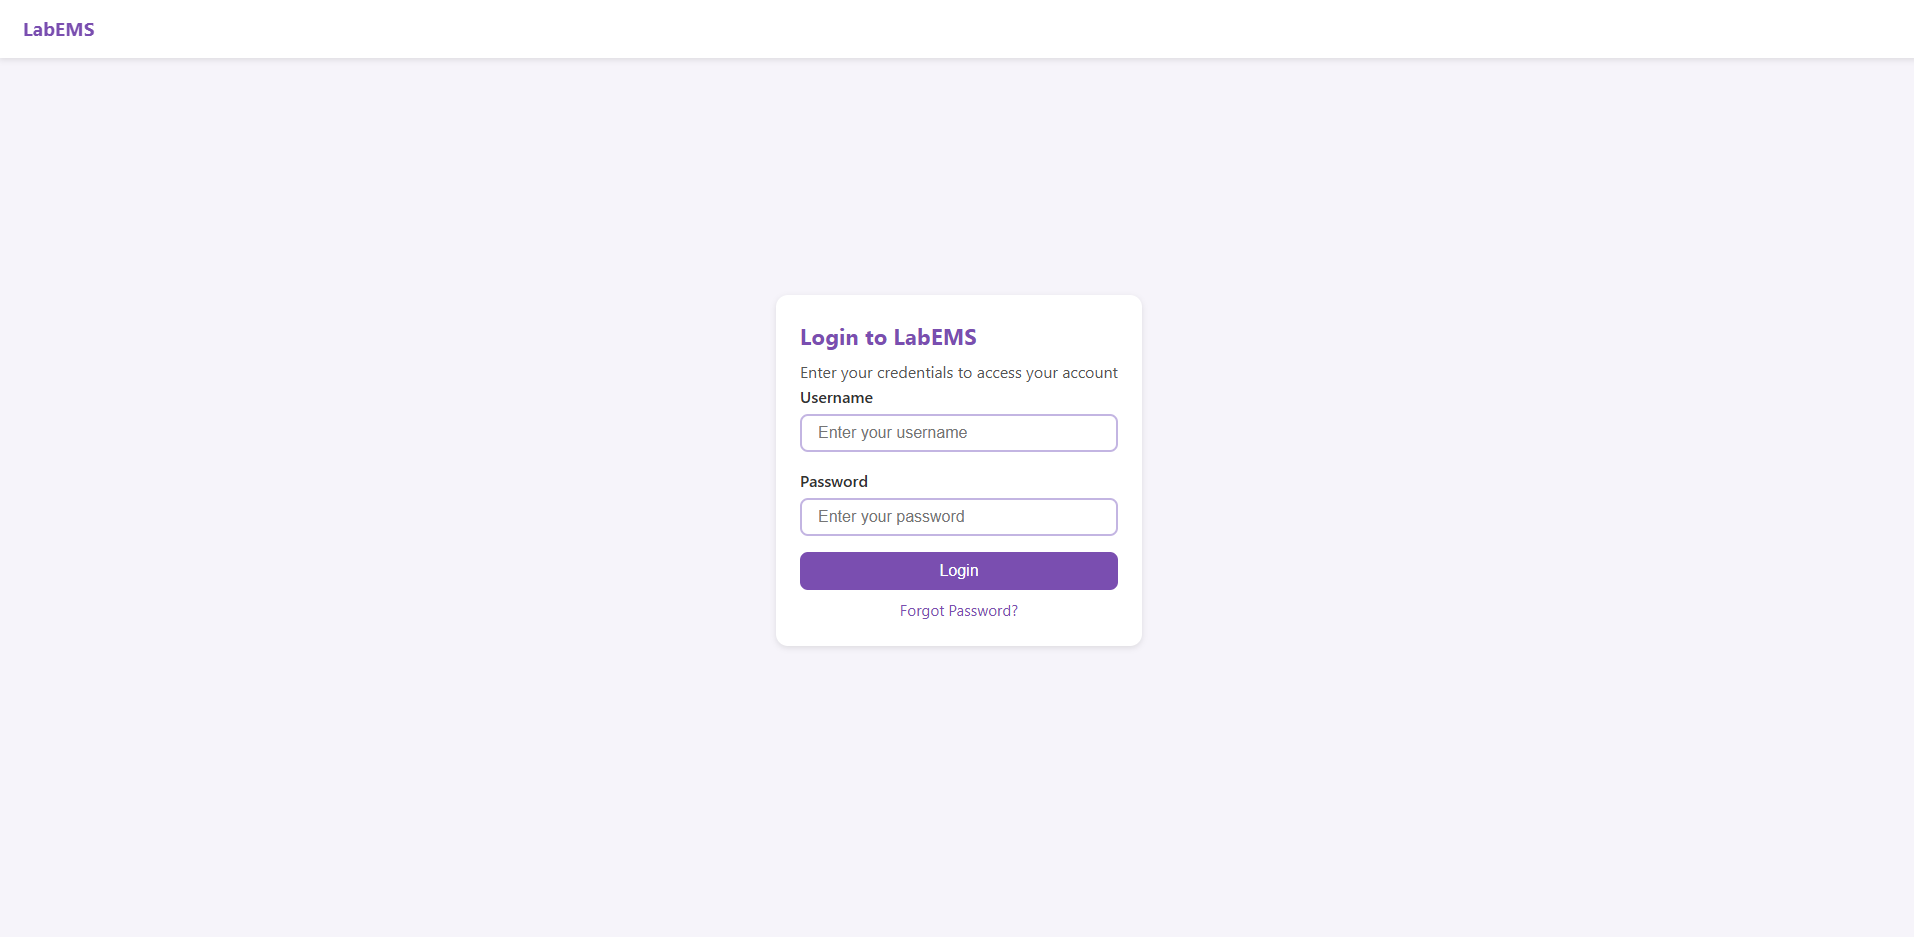 LabEMS
Login to LabEMS
Enter your credentials to access your account
Username
Enter your username
Password
Enter your password
Login
Forgot Password?